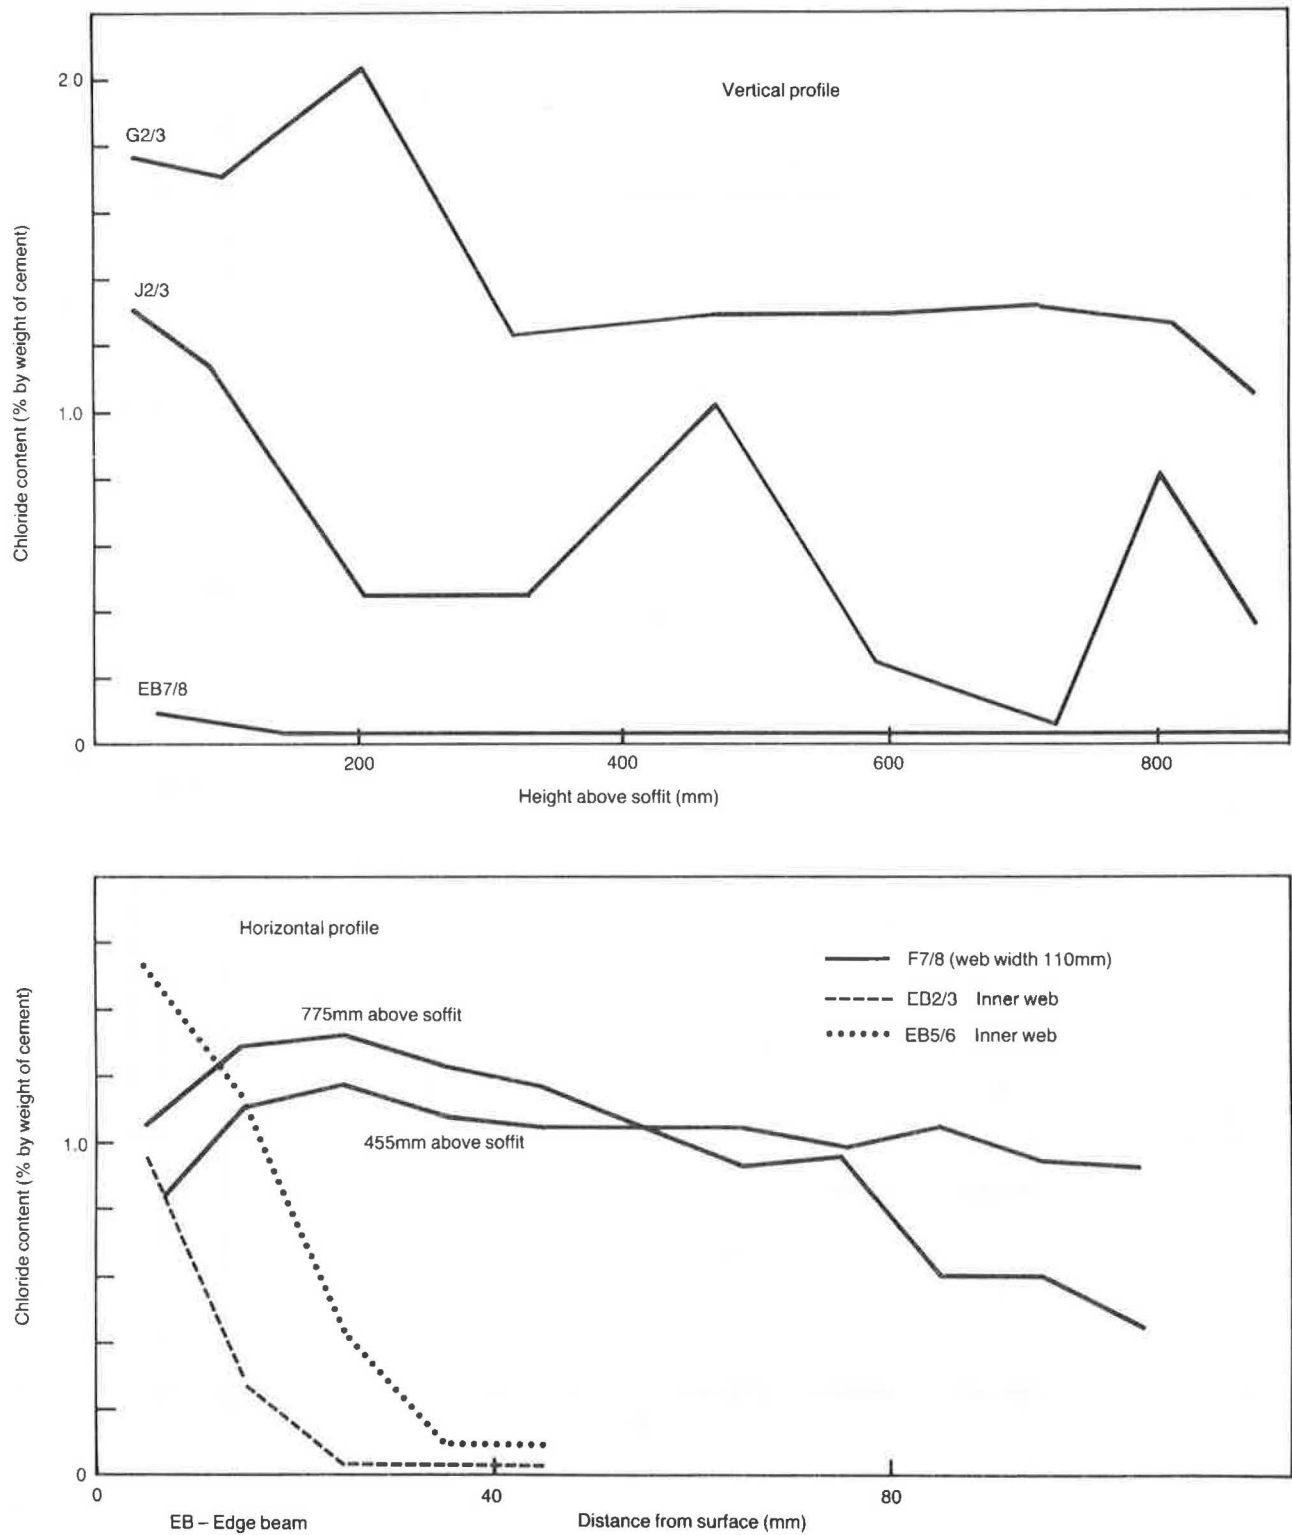 2.0
Vertical profile
G2/3
J2/3
1.0
Chloride content (% by weight of cement)
EB7/8
0
200
400
600
800
Height above soffit (mm)
Horizontal profile
F7/8 (web width 110mm)
EB2/3 Inner web
EB5/6 Inner web
775mm above soffit
455mm above soffit
1.0
Chloride content (% by weight of cement)
0
0
40
80
EB – Edge beam
Distance from surface (mm)